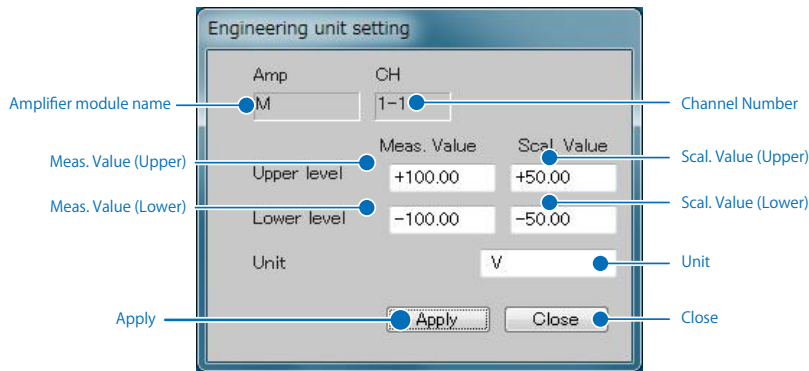 Engineering unit setting
Amp CH
Amplifier module name M 1-1 Channel Number
Meas. Value Scal. Value
Meas. Value (Upper) Upper level +100.00 +50.00 Scal. Value (Upper)
Meas. Value (Lower) Lower level -100.00 -50.00 Scal. Value (Lower)
Unit V Unit
Apply Apply Close Close